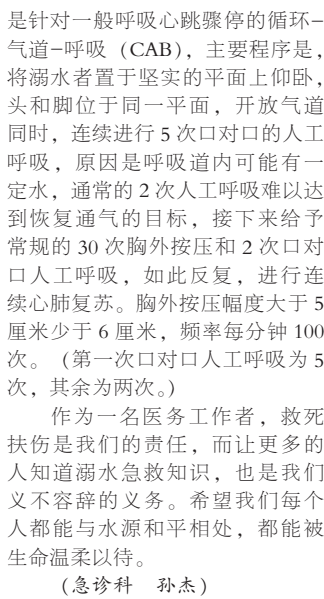 是针对一般呼吸心跳骤停的循环-
气道-呼吸（CAB），主要程序是，
将溺水者置于坚实的平面上仰卧，
头和脚位于同一平面，开放气道
同时，连续进行 5 次口对口的人工
呼吸，原因是呼吸道内可能有一
定水，通常的 2 次人工呼吸难以达
到恢复通气的目标，接下来给予
常规的 30 次胸外按压和 2 次口对
口人工呼吸，如此反复，进行连
续心肺复苏。胸外按压幅度大于 5
厘米少于 6 厘米，频率每分钟 100
次。（第一次口对口人工呼吸为 5
次，其余为两次。）
作为一名医务工作者，救死
扶伤是我们的责任，而让更多的
人知道溺水急救知识，也是我们
义不容辞的义务。希望我们每个
人都能与水源和平相处，都能被
生命温柔以待。
（急诊科　孙杰）